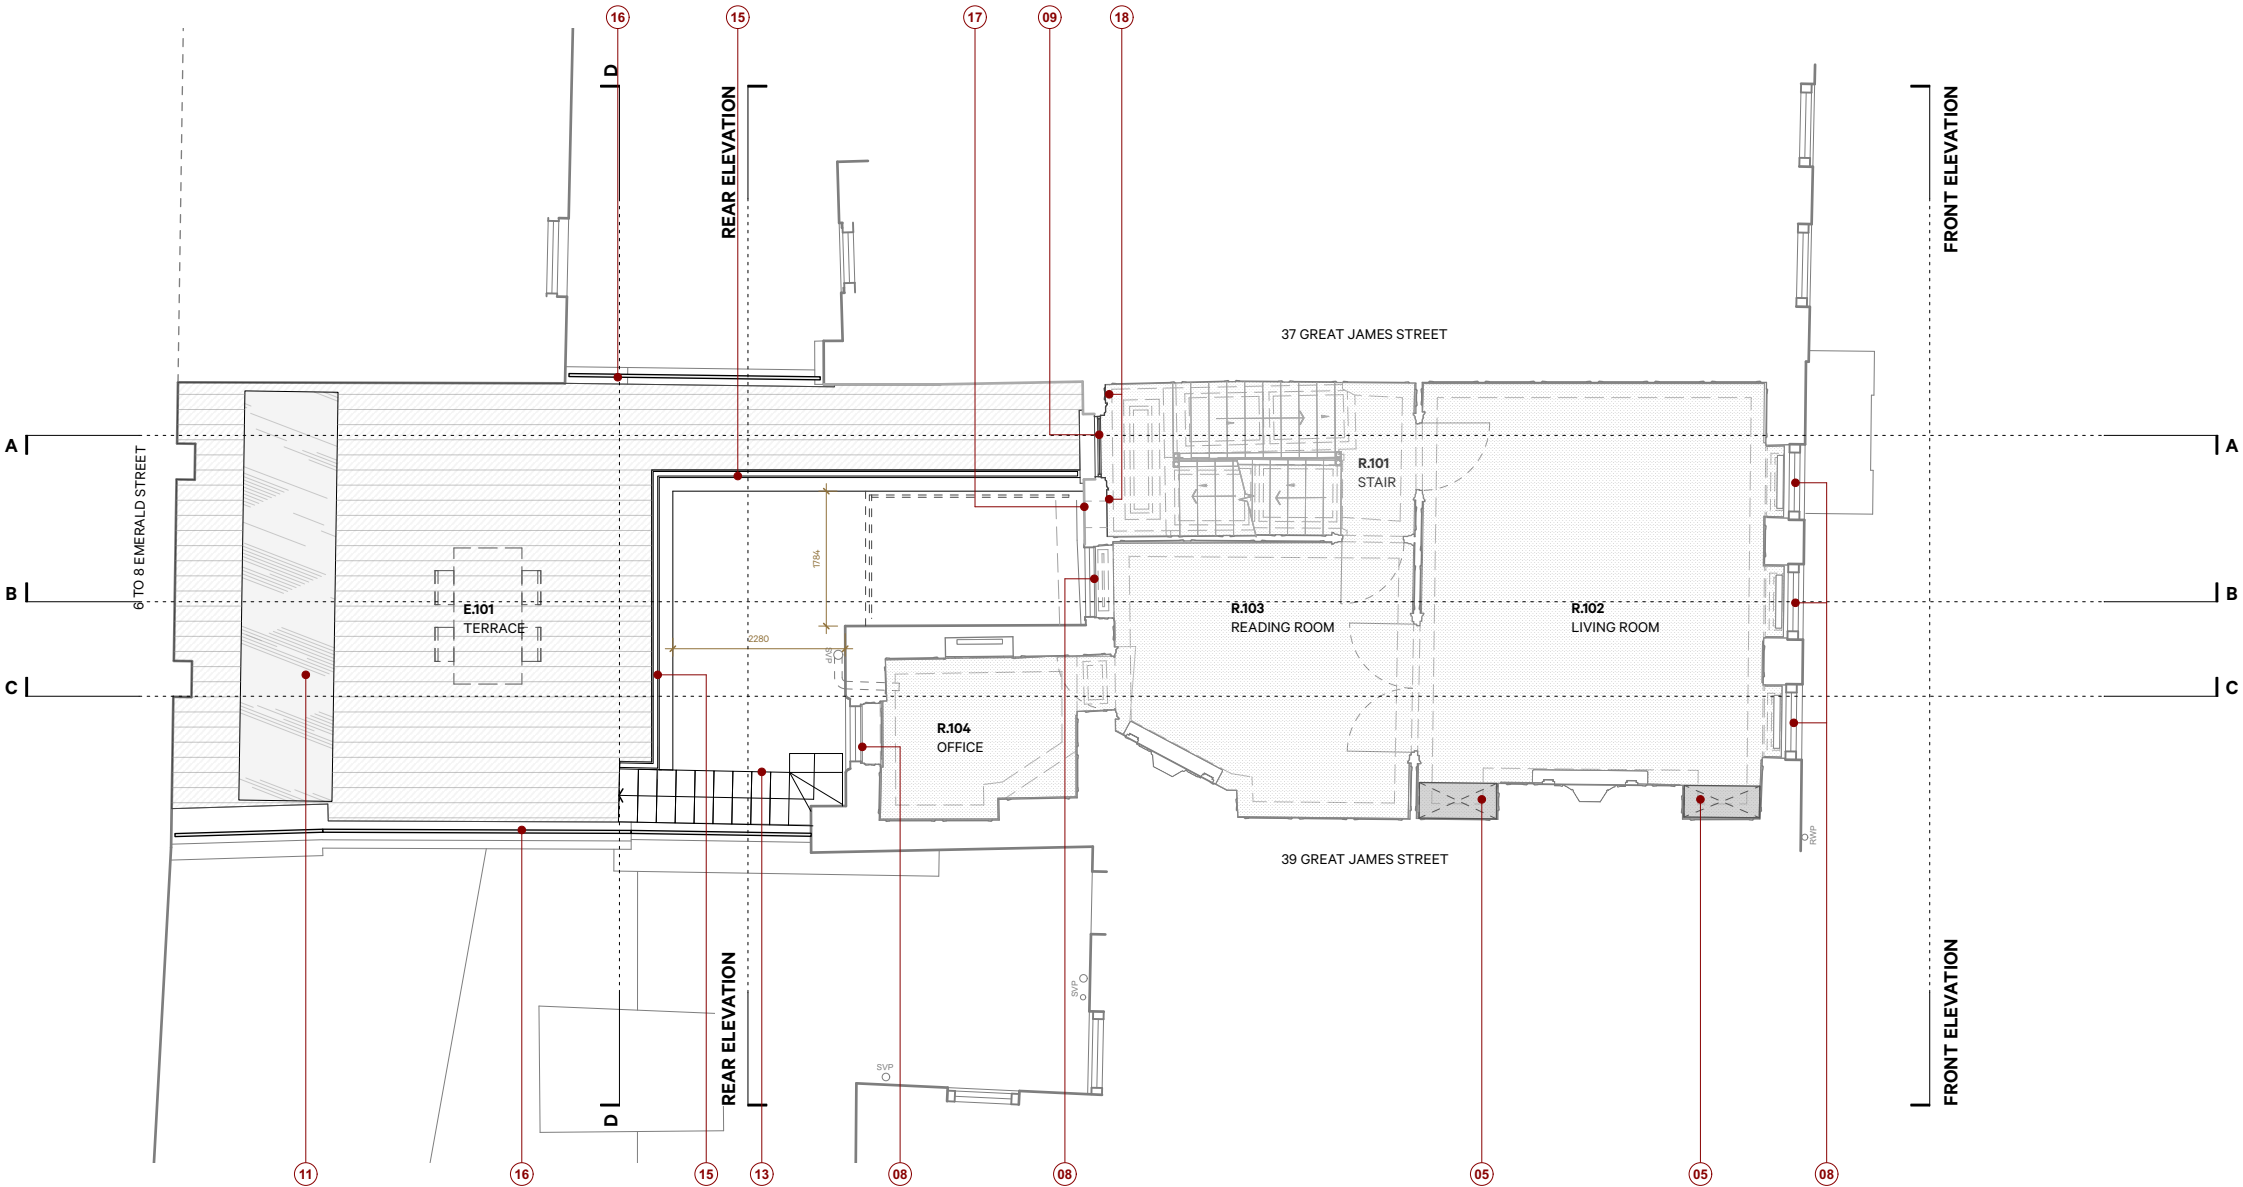 16
15
17
09
18
D
REAR ELEVATION
FRONT ELEVATION
37 GREAT JAMES STREET
A
A
6 TO 8 EMERALD STREET
R.101
STAIR
1784
B
B
E.101
TERRACE
R.103
READING ROOM
R.102
LIVING ROOM
2280
SVP
C
C
R.104
OFFICE
39 GREAT JAMES STREET
RWP
SVP
REAR ELEVATION
FRONT ELEVATION
SVP
D
11
16
15
13
08
08
05
05
08